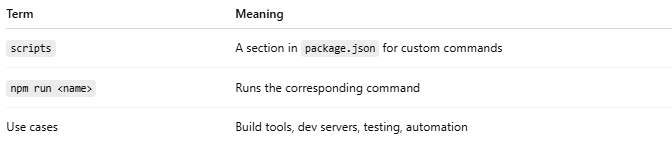 Term Meaning
scripts A section in package.json for custom commands
npm run <name> Runs the corresponding command
Use cases Build tools, dev servers, testing, automation